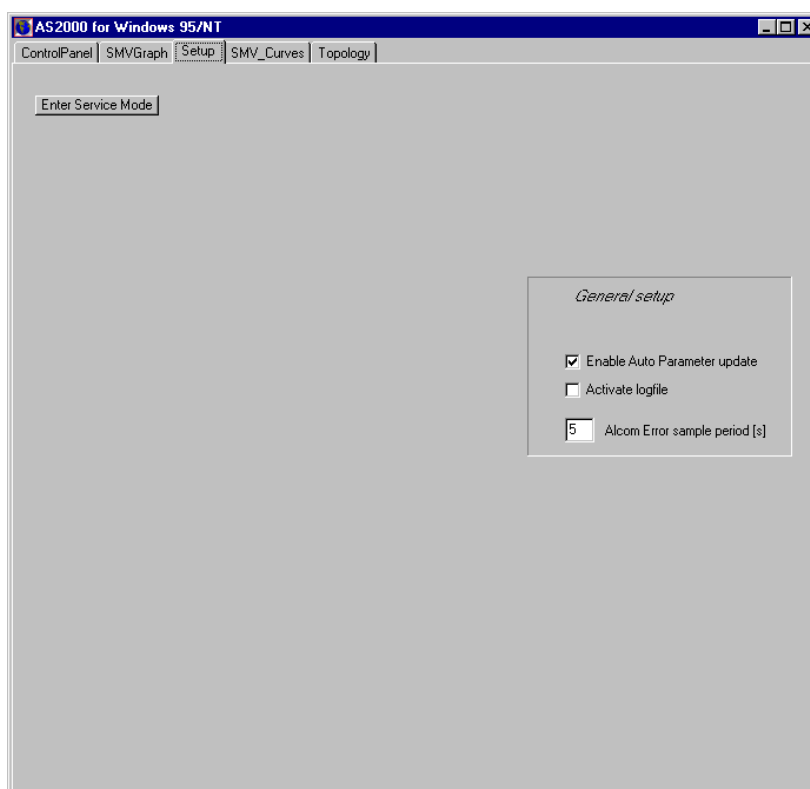 AS2000 for Windows 95/NT
ControlPanel SMVGraph Setup SMV_Curves Topology
Enter Service Mode
General setup
Enable Auto Parameter update
Activate logfile
5 Alcom Error sample period [s]